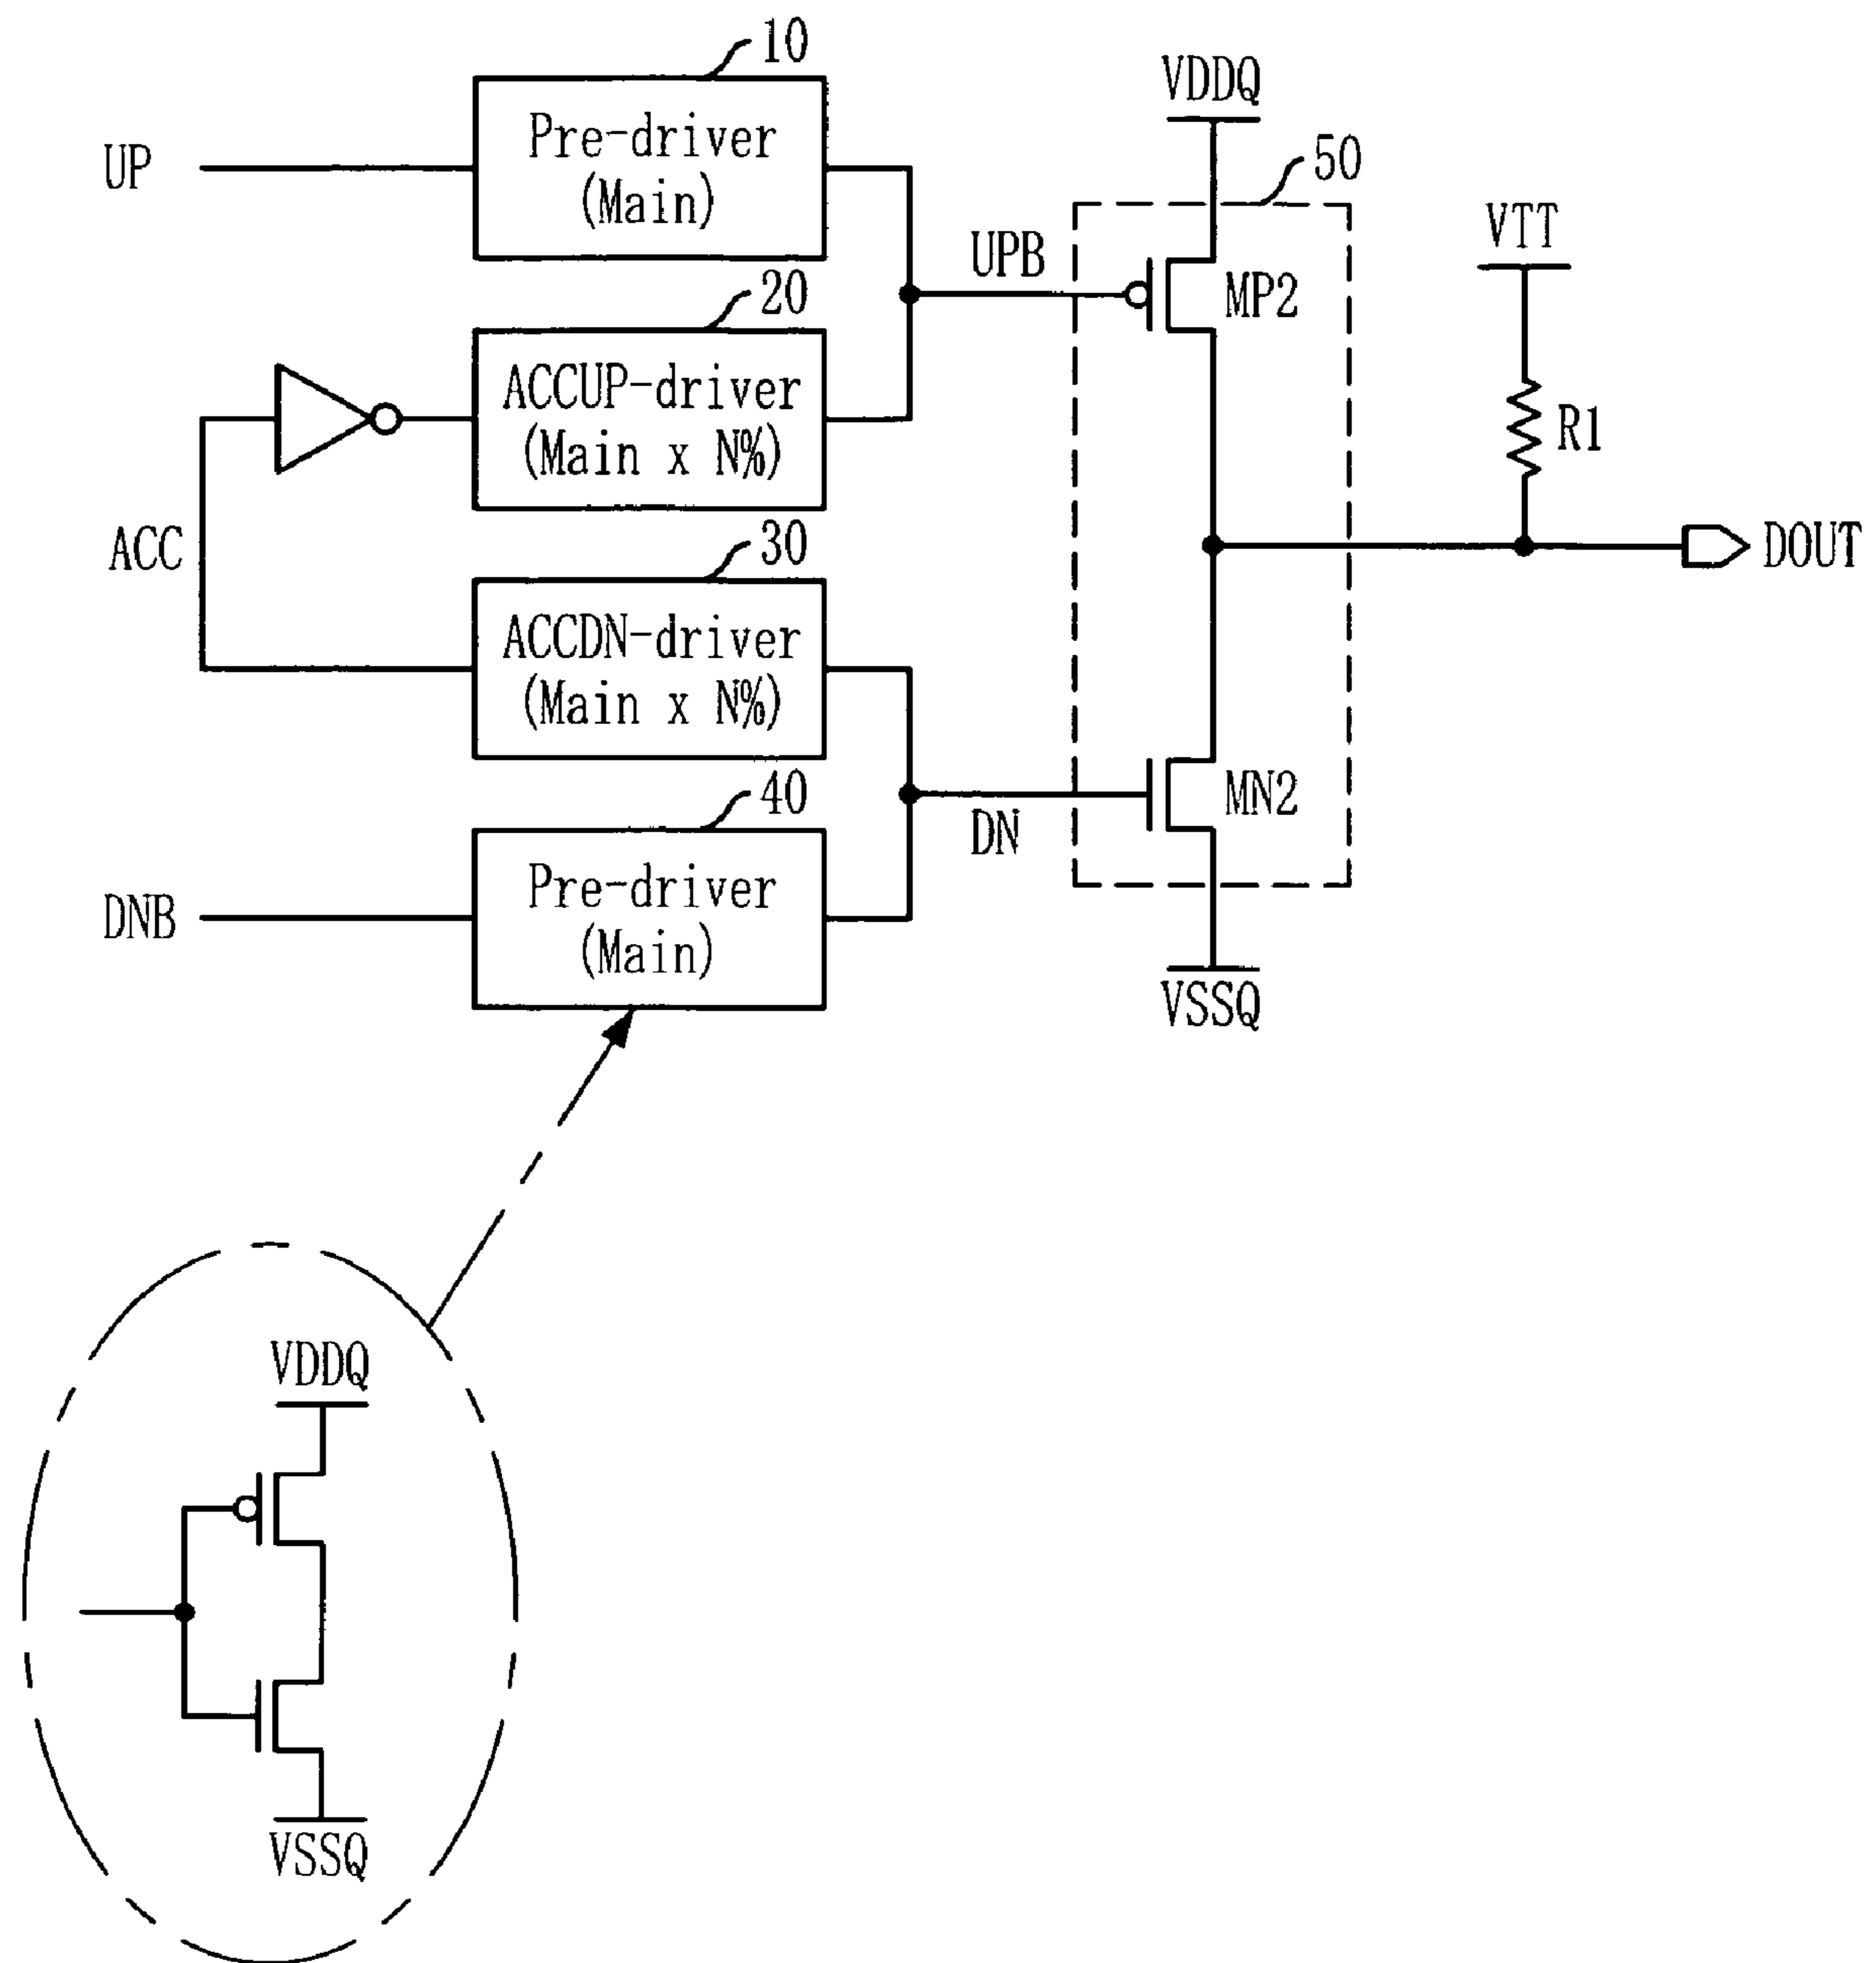 10
VDDQ
UP
Pre-driver
(Main)
50
VTT
UPB
20
MP2
ACCUP-driver
(Main x N%)
R1
ACC
30
DOUT
ACCDN-driver
(Main x N%)
40
MN2
DN
DNB
Pre-driver
(Main)
VSSQ
VDDQ
VSSQ